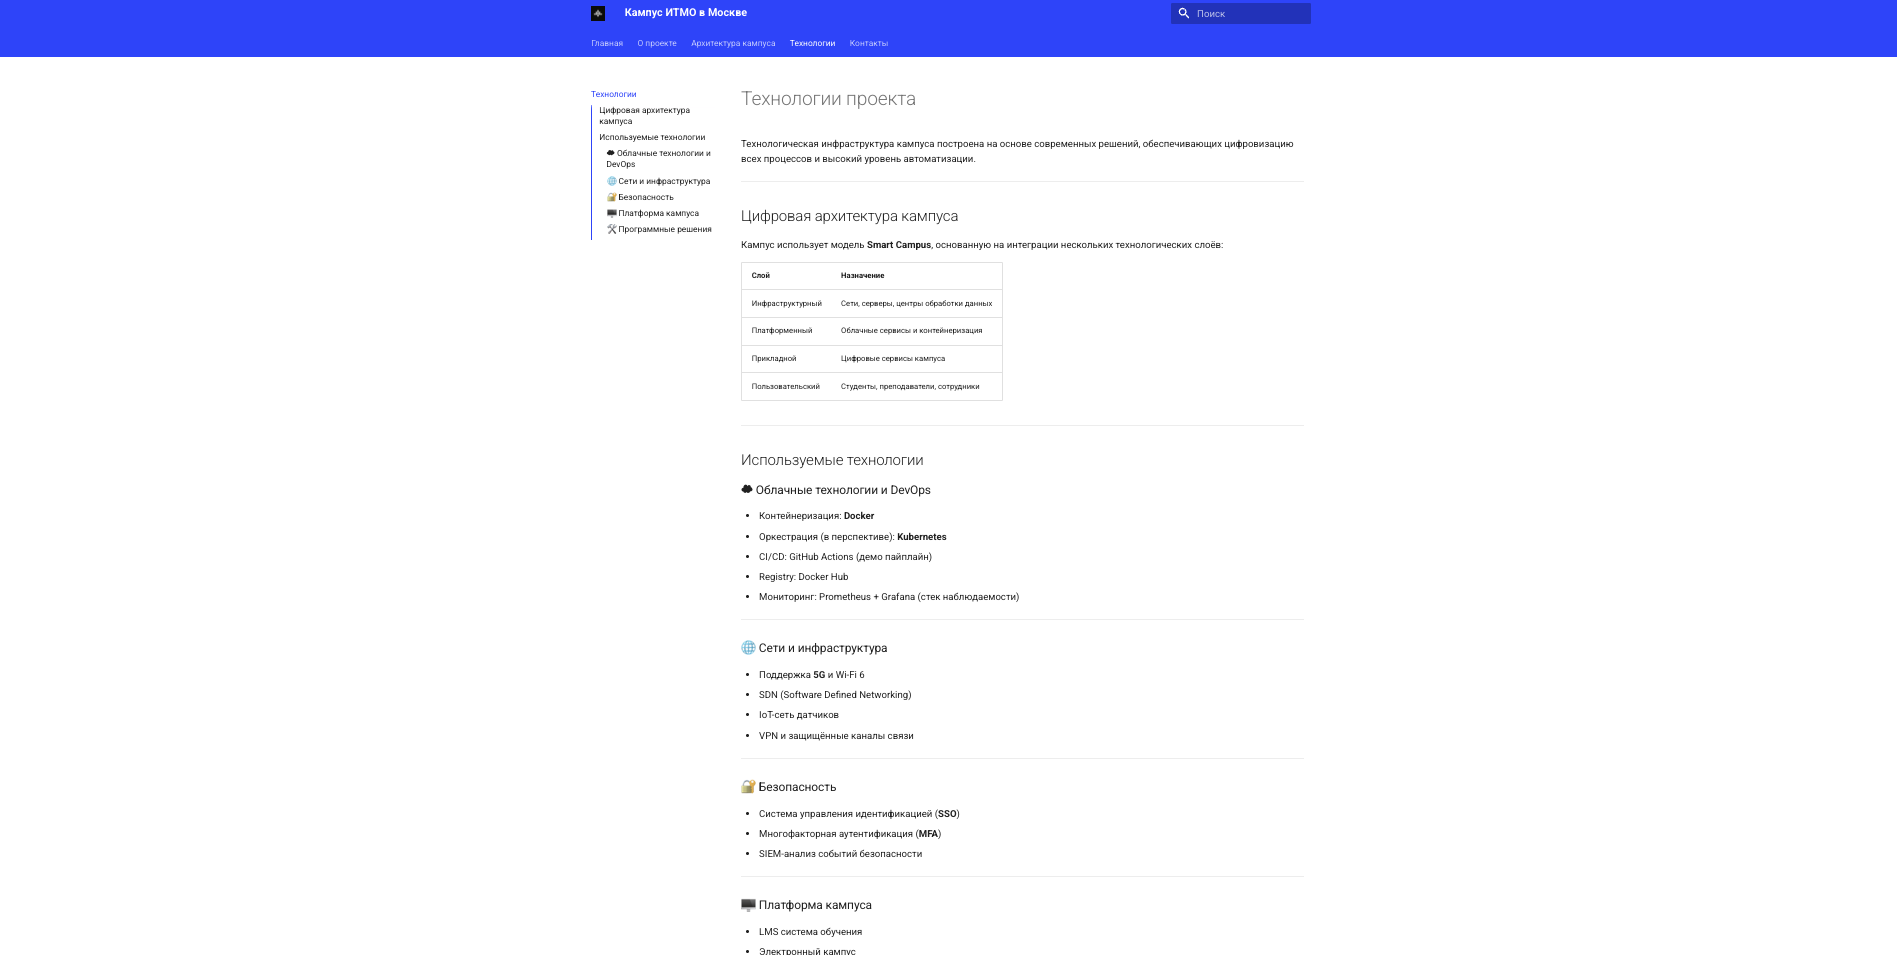 Кампус ИТМО в Москве
Поиск
Главная О проекте Архитектура кампуса Технологии Контакты
Технологии
Цифровая архитектура
кампуса
Используемые технологии
Облачные технологии и
DevOps
Сети и инфраструктура
Безопасность
Платформа кампуса
Программные решения
Технологии проекта
Технологическая инфраструктура кампуса построена на основе современных решений, обеспечивающих цифровизацию
всех процессов и высокий уровень автоматизации.
Цифровая архитектура кампуса
Кампус использует модель Smart Campus, основанную на интеграции нескольких технологических слоёв:
Слой Назначение
Инфраструктурный Сети, серверы, центры обработки данных
Платформенный Облачные сервисы и контейнеризация
Прикладной Цифровые сервисы кампуса
Пользовательский Студенты, преподаватели, сотрудники
Используемые технологии
Облачные технологии и DevOps
• Контейнеризация: Docker
• Оркестрация (в перспективе): Kubernetes
• CI/CD: GitHub Actions (демо пайплайн)
• Registry: Docker Hub
• Мониторинг: Prometheus + Grafana (стек наблюдаемости)
Сети и инфраструктура
• Поддержка 5G и Wi-Fi 6
• SDN (Software Defined Networking)
• IoT-сеть датчиков
• VPN и защищённые каналы связи
Безопасность
• Система управления идентификацией (SSO)
• Многофакторная аутентификация (MFA)
• SIEM-анализ событий безопасности
Платформа кампуса
• LMS система обучения
• Электронный кампус